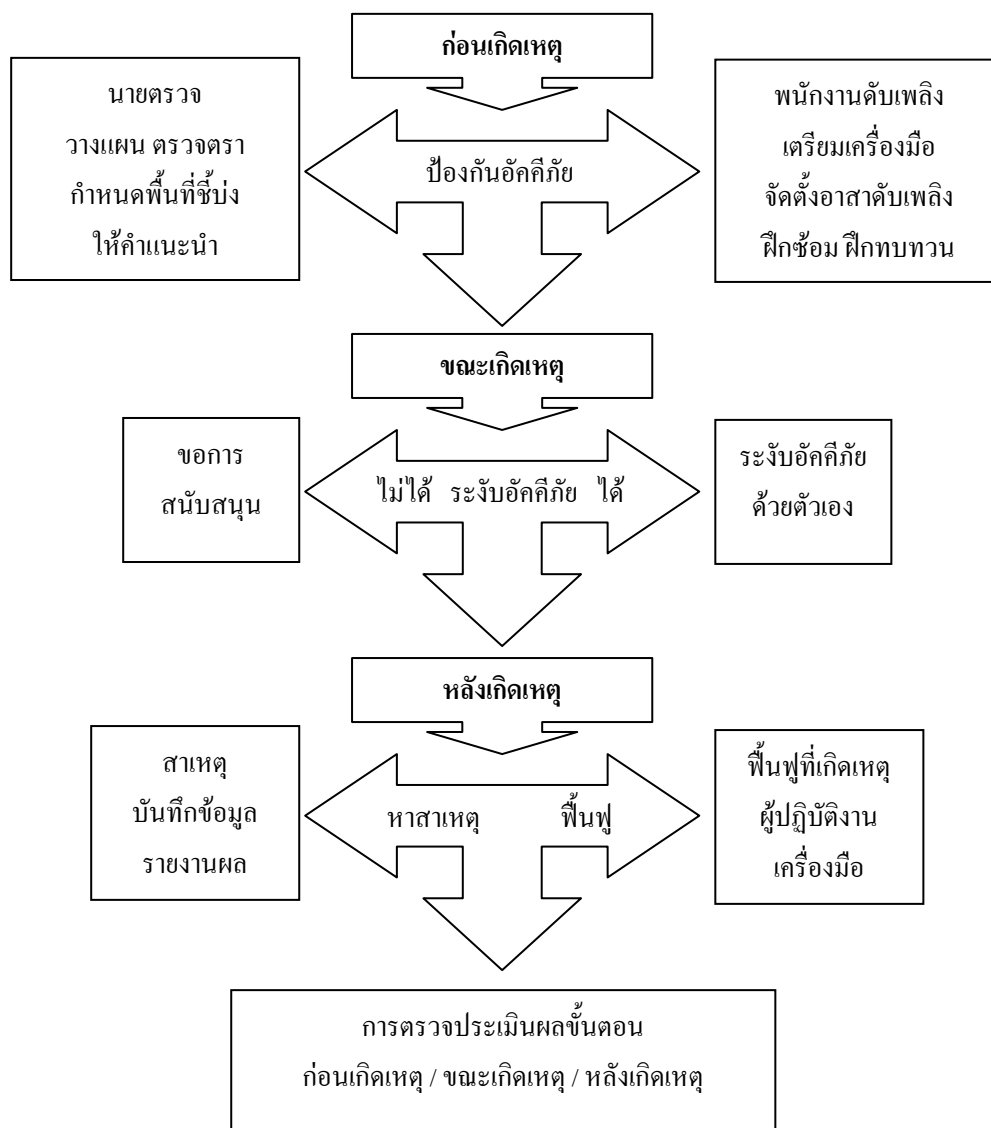 ก่อนเกิดเหตุ
นายตรวจ
วางแผน ตรวจตรา
กำหนดพื้นที่ชี้บ่ง
ให้คำแนะนำ
ป้องกันอัคคีภัย
พนักงานดับเพลิง
เตรียมเครื่องมือ
จัดตั้งอาสาดับเพลิง
ฝึกซ้อม ฝึกทบทวน
ขณะเกิดเหตุ
ขอการ
สนับสนุน
ไม่ได้ ระงับอัคคีภัย ได้
ระงับอัคคีภัย
ด้วยตัวเอง
หลังเกิดเหตุ
สาเหตุ
บันทึกข้อมูล
รายงานผล
หาสาเหตุ ฟื้นฟู
ฟื้นฟูที่เกิดเหตุ
ผู้ปฏิบัติงาน
เครื่องมือ
การตรวจประเมินผลขั้นตอน
ก่อนเกิดเหตุ / ขณะเกิดเหตุ / หลังเกิดเหตุ